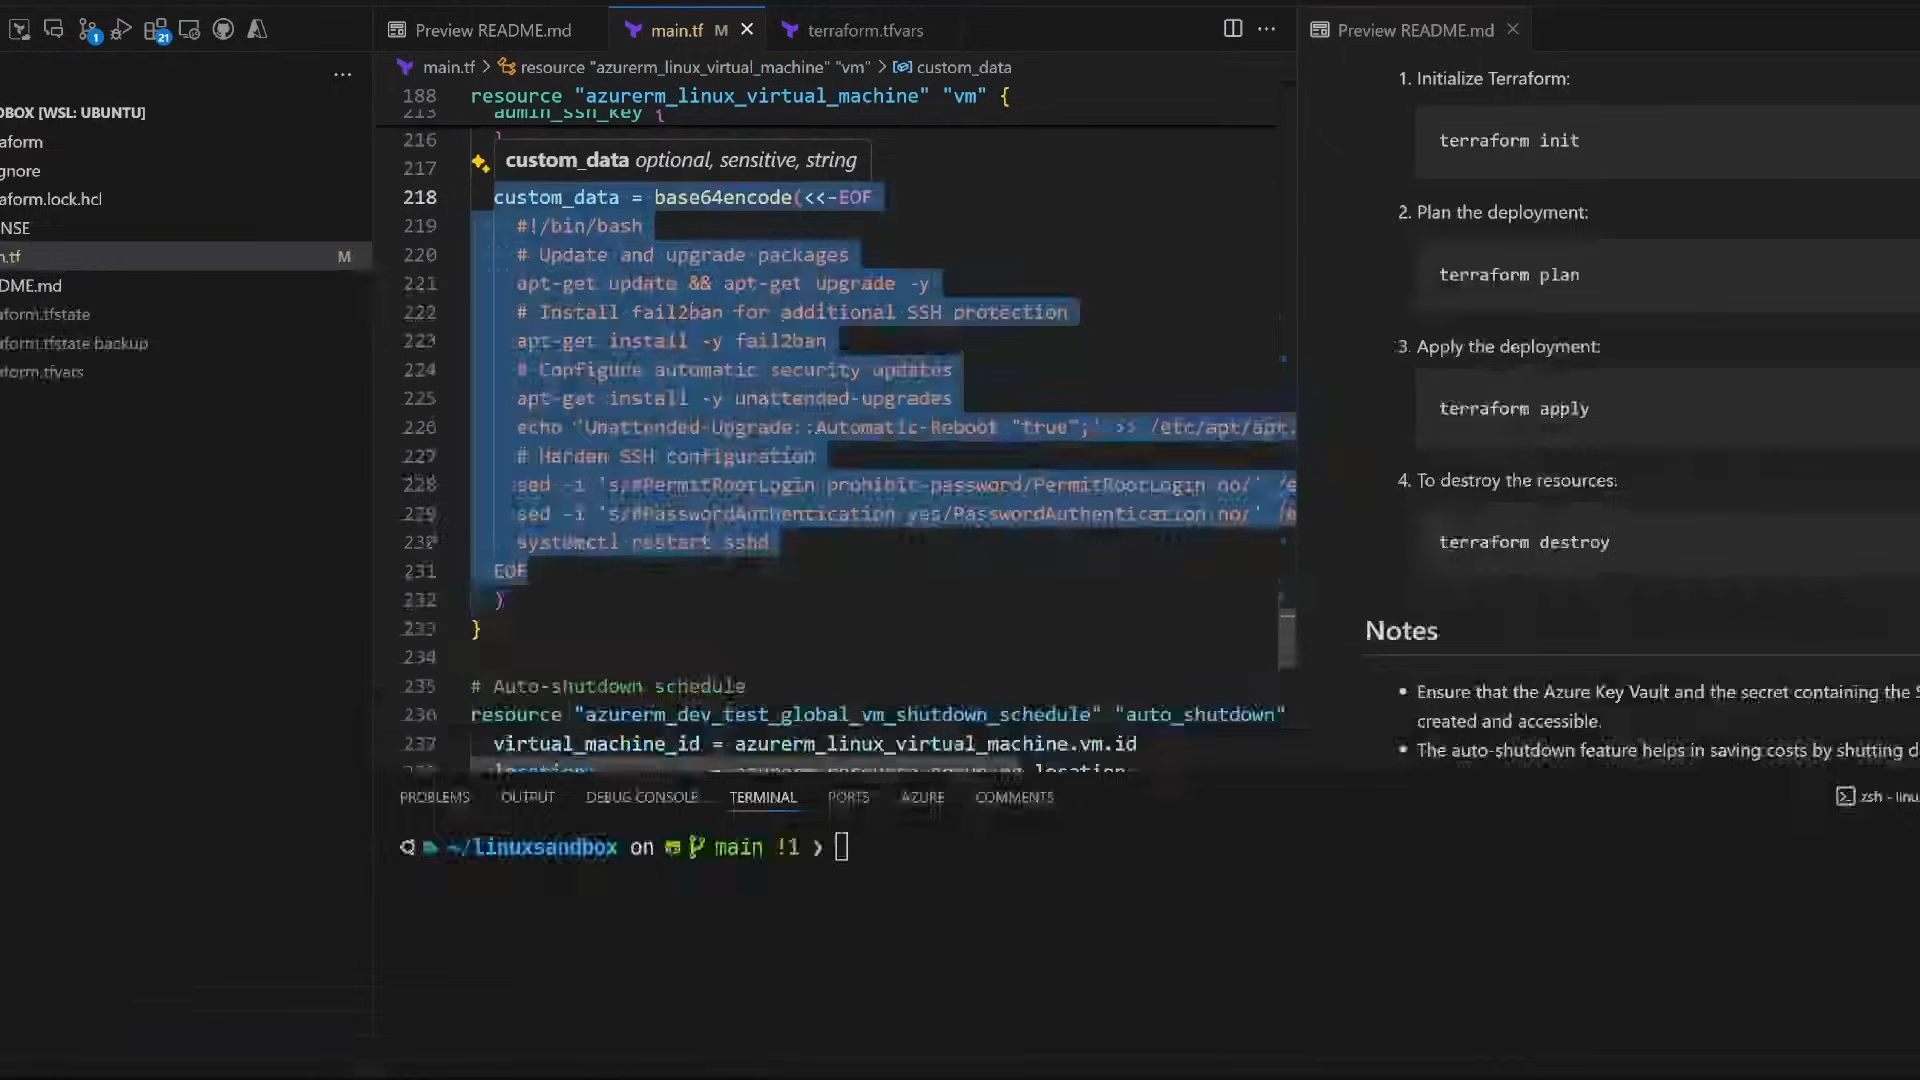 1
21
Preview README.md
main.tf M
terraform.tfvars
Preview README.md
main.tf > resource "azurerm_linux_virtual_machine" "vm" > custom_data
DBOX [WSL: UBUNTU]
aform
gnore
aform.lock.hcl
NSE
n.tf M
DME.md
aform.tfstate
aform.tfstate.backup
aform.tfvars
188 resource "azurerm_linux_virtual_machine" "vm" {
215 admin_ssh_key {
216 }
217
custom_data optional, sensitive, string
218 custom_data = base64encode(<<-EOF
219 #!/bin/bash
220 # Update and upgrade packages
221 apt-get update && apt-get upgrade -y
222 # Install fail2ban for additional SSH protection
223 apt-get install -y fail2ban
224 # Configure automatic security updates
225 apt-get install -y unattended-upgrades
226 echo 'Unattended-Upgrade::Automatic-Reboot "true";' >> /etc/apt/apt.
227 # Harden SSH configuration
228 sed -i 's/#PermitRootLogin prohibit-password/PermitRootLogin no/' /e
229 sed -i 's/#PasswordAuthentication yes/PasswordAuthentication no/' /e
230 systemctl restart sshd
231 EOF
232 )
233 }
234
235 # Auto-shutdown schedule
236 resource "azurerm_dev_test_global_vm_shutdown_schedule" "auto_shutdown"
237 virtual_machine_id = azurerm_linux_virtual_machine.vm.id
PROBLEMS OUTPUT DEBUG CONSOLE TERMINAL PORTS AZURE COMMENTS
zsh - linu
~/linuxsandbox on main !1 ❯
1. Initialize Terraform:
terraform init
2. Plan the deployment:
terraform plan
3. Apply the deployment:
terraform apply
4. To destroy the resources:
terraform destroy
Notes
• Ensure that the Azure Key Vault and the secret containing the S
created and accessible.
• The auto-shutdown feature helps in saving costs by shutting d